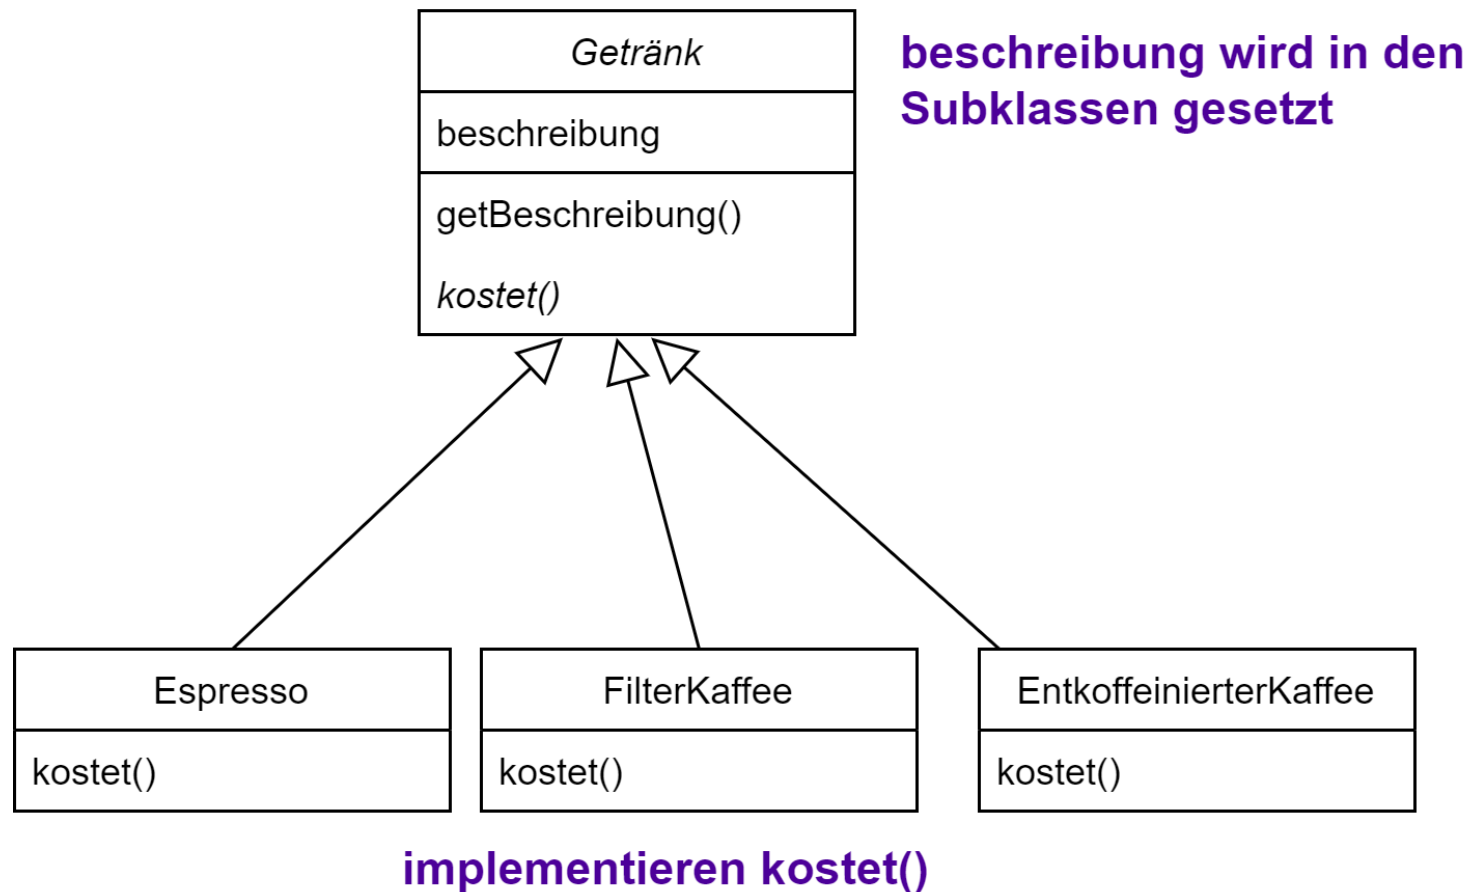 Getränk
beschreibung wird in den
Subklassen gesetzt
beschreibung
getBeschreibung()
kostet()
Espresso
FilterKaffee
EntkoffeinierterKaffee
kostet()
kostet()
kostet()
implementieren kostet()